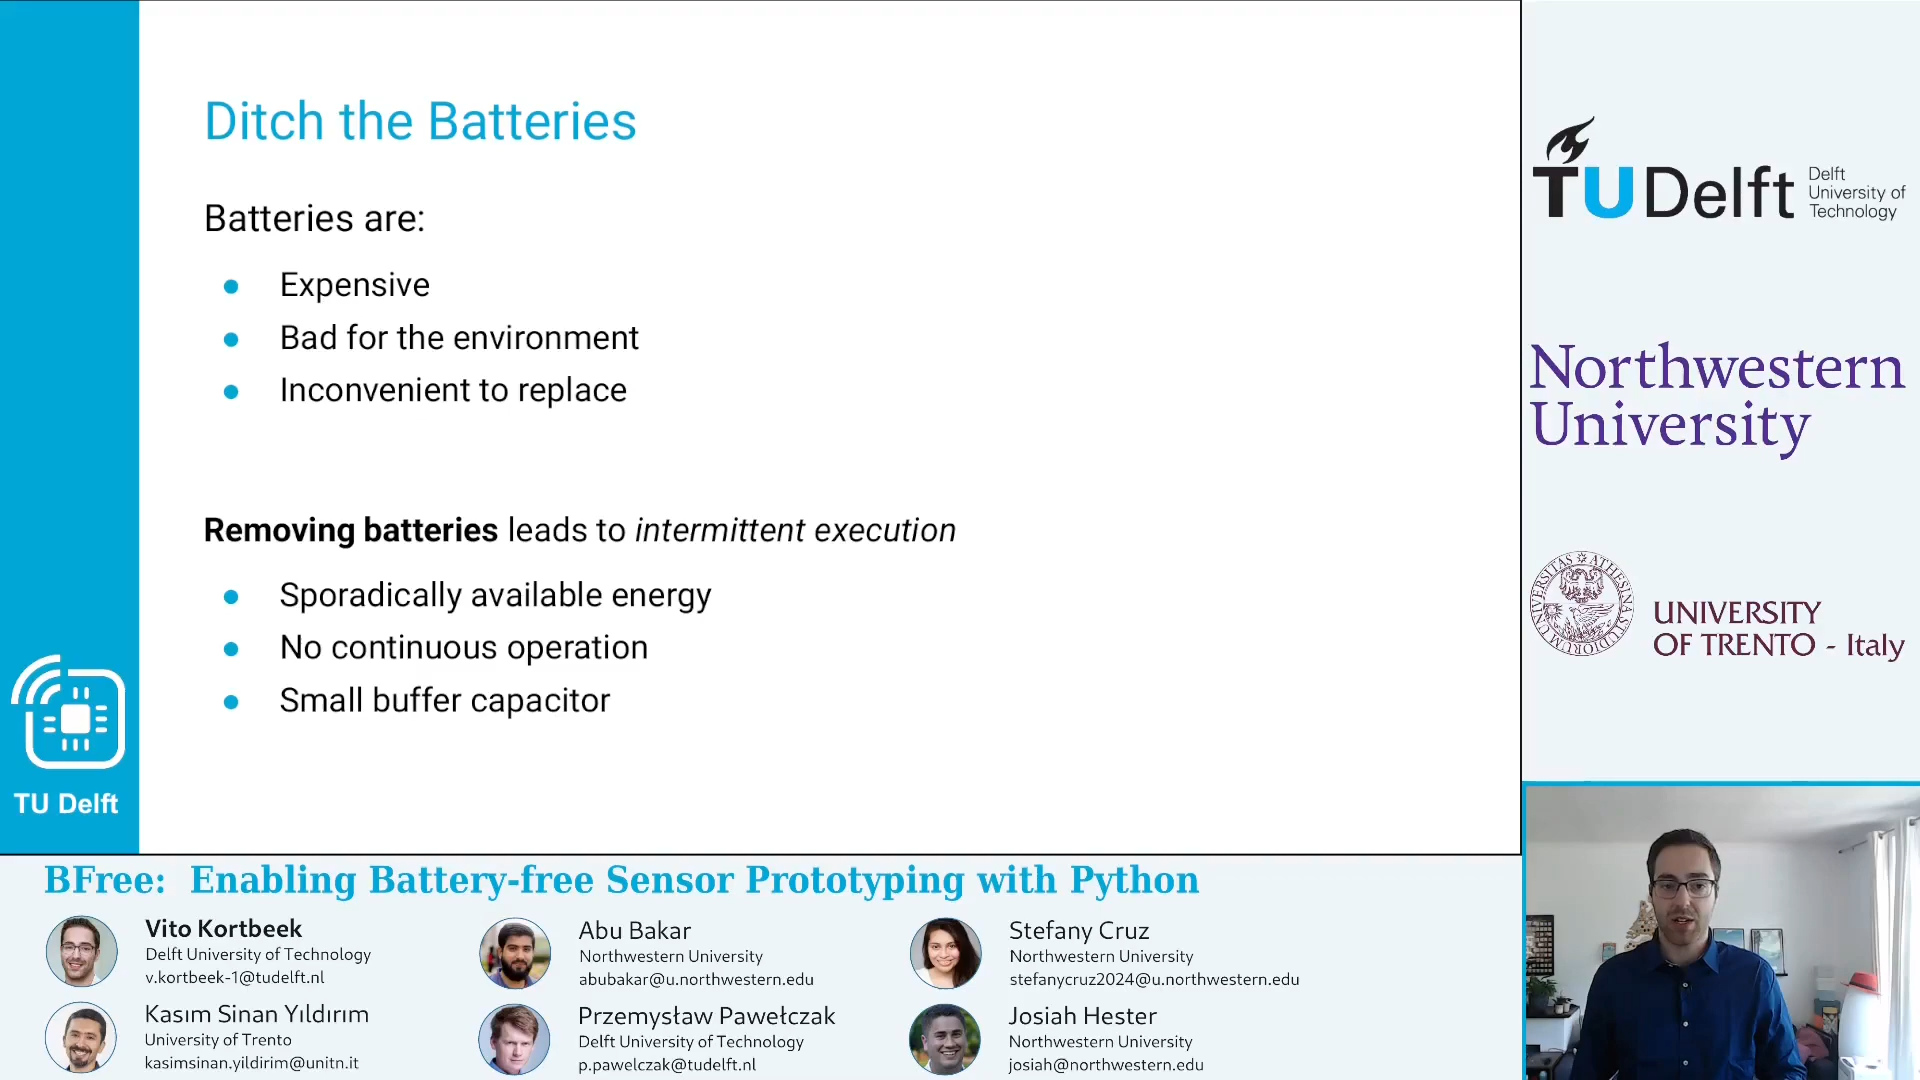 Ditch the Batteries
Batteries are:
Expensive
Bad for the environment
Inconvenient to replace
Removing batteries leads to intermittent execution
Sporadically available energy
No continuous operation
Small buffer capacitor
TU Delft
TUDelft
Delft
University of
Technology
Northwestern
University
UNIVERSITY
OF TRENTO - Italy
BFree: Enabling Battery-free Sensor Prototyping with Python
Vito Kortbeek
Delft University of Technology
v.kortbeek-1@tudelft.nl
Abu Bakar
Northwestern University
abubakar@u.northwestern.edu
Stefany Cruz
Northwestern University
stefanycruz2024@u.northwestern.edu
Kasım Sinan Yıldırım
University of Trento
kasimsinan.yildirim@unitn.it
Przemysław Pawełczak
Delft University of Technology
p.pawelczak@tudelft.nl
Josiah Hester
Northwestern University
josiah@northwestern.edu